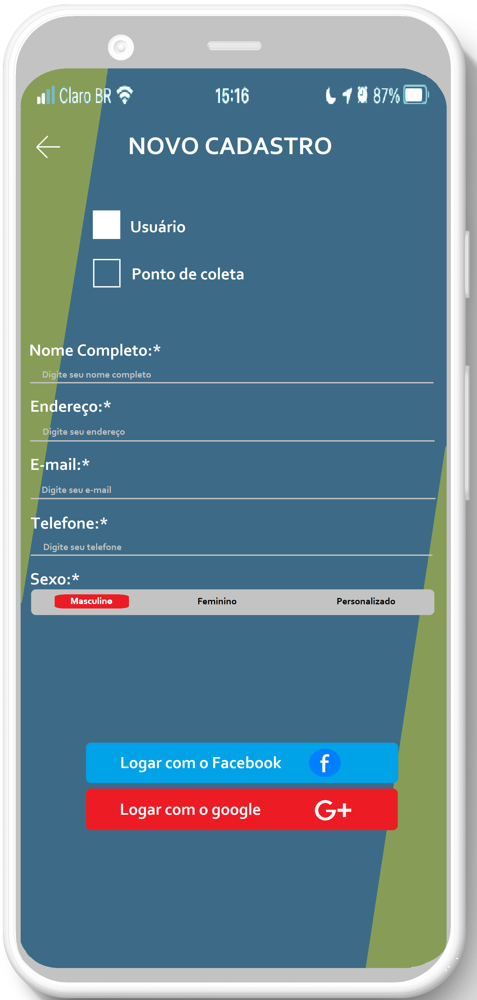 Claro BR 15:16 87%
NOVO CADASTRO
Usuário
Ponto de coleta
Nome Completo:*
Digite seu nome completo
Endereço:*
Digite seu endereço
E-mail:*
Digite seu e-mail
Telefone:*
Digite seu telefone
Sexo:*
Masculino Feminino Personalizado
Logar com o Facebook f
Logar com o google G+